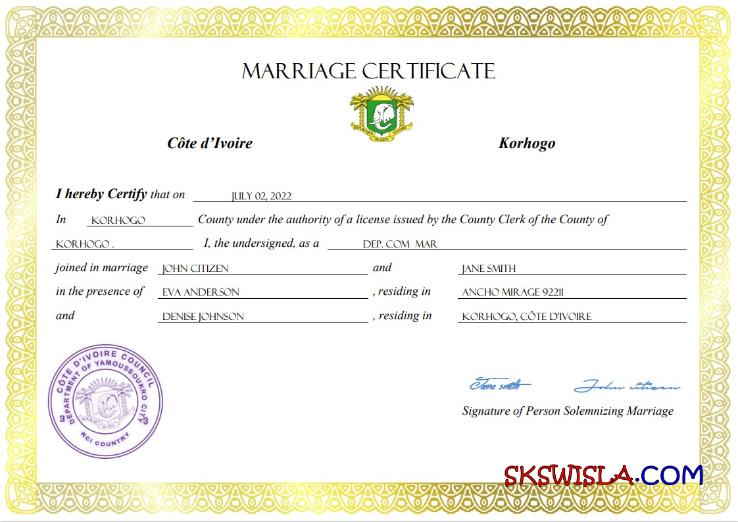 MARRIAGE CERTIFICATE
Côte d'Ivoire Korhogo
I hereby Certify that on JULY 02, 2022
In KORHOGO County under the authority of a license issued by the County Clerk of the County of
KORHOGO . I, the undersigned, as a DEP. COM MAR
joined in marriage JOHN CITIZEN and JANE SMITH
in the presence of EVA ANDERSON , residing in ANCHO MIRAGE 92211
and DENISE JOHNSON , residing in KORHOGO, CÔTE D'IVOIRE
CÔTE D'IVOIRE COUNCIL
DEPARTMENT OF YAMOUSSOUKRO CITY
3 3
RCI COUNTRY
Jane smith John citizen
Signature of Person Solemnizing Marriage
SKSWISLA.COM